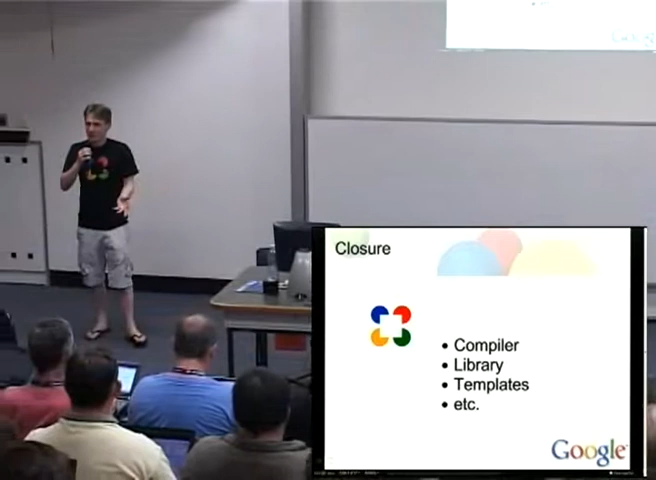 Closure
• Compiler
• Library
• Templates
• etc.
Google